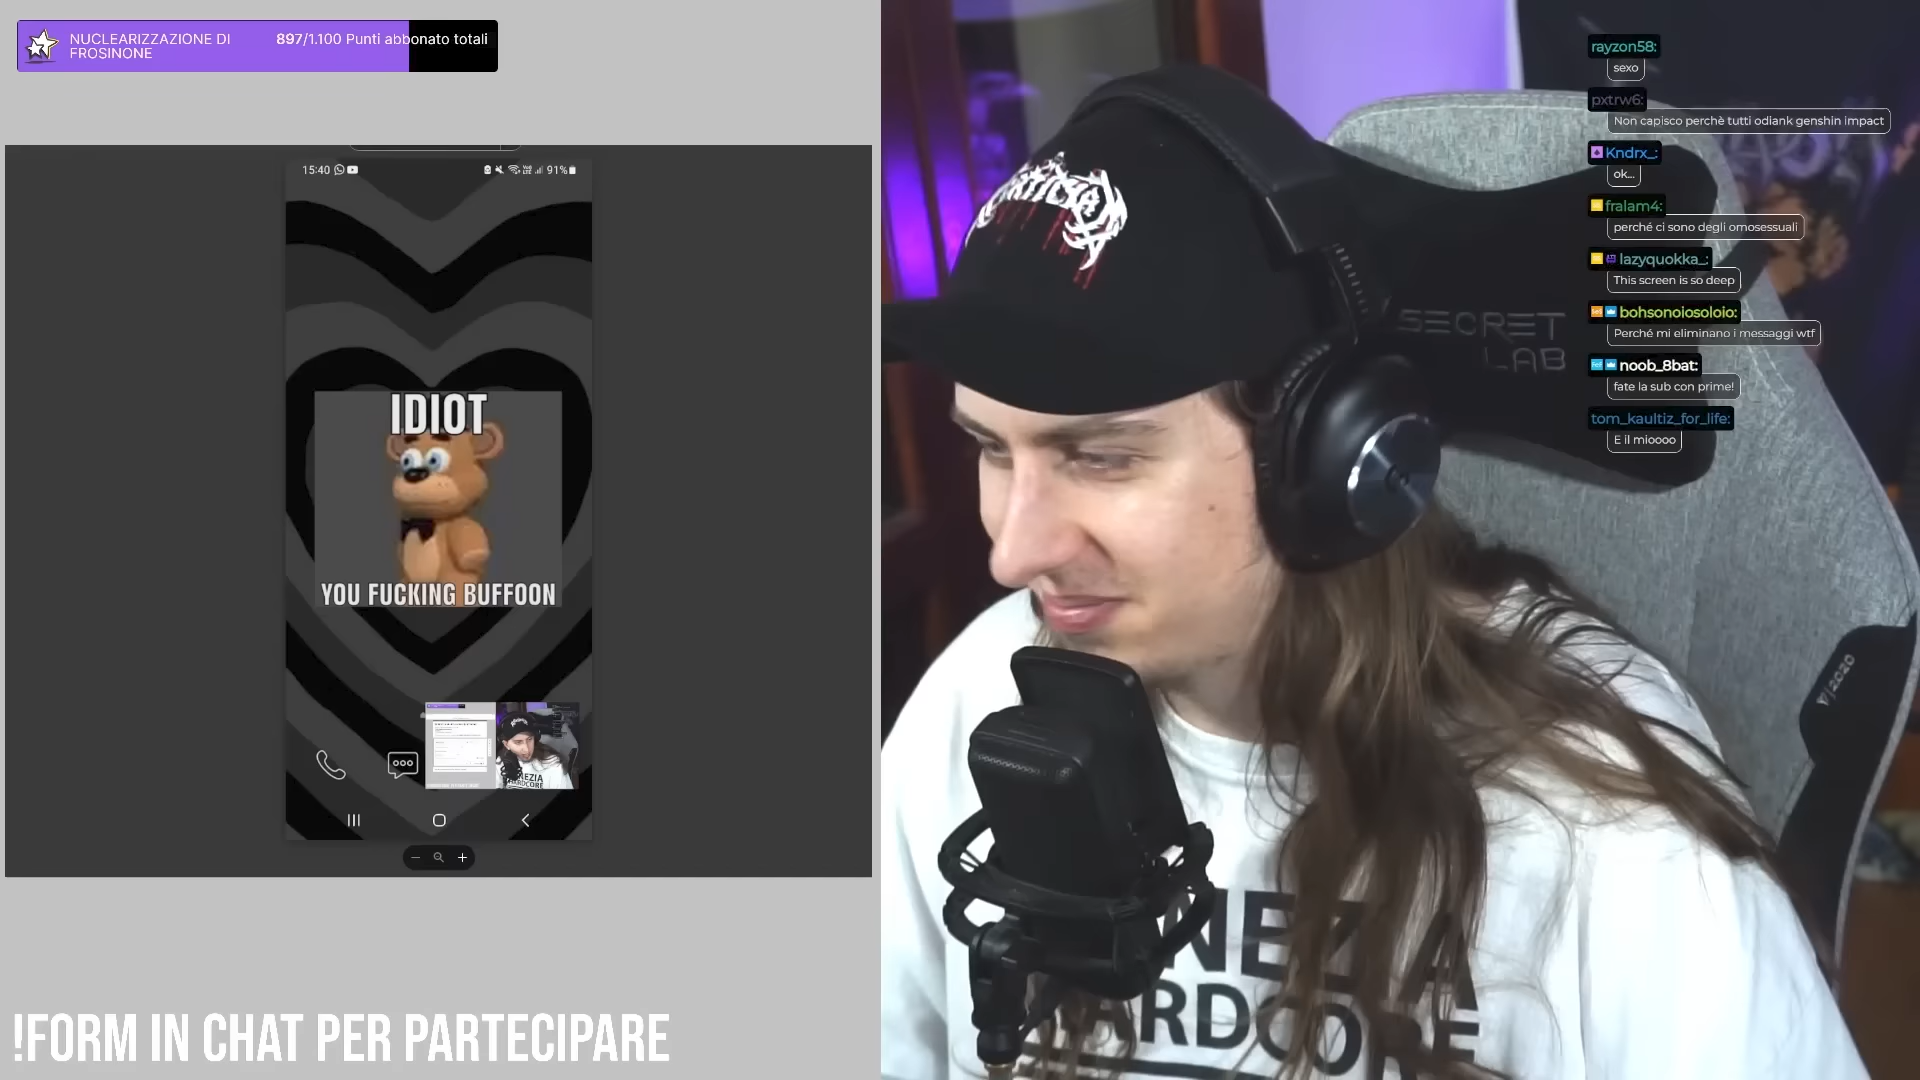 NUCLEARIZZAZIONE DI
FROSINONE
897/1.100 Punti abbonato totali
15:40
91%
IDIOT
YOU FUCKING BUFFOON
!FORM IN CHAT PER PARTECIPARE
rayzon58:
sexo
pxtrw6:
Non capisco perchè tutti odiank genshin impact
Kndrx_:
ok...
fralam4:
perché ci sono degli omosessuali
lazyquokka_:
This screen is so deep
bohsonoiosoloio:
Perché mi eliminano i messaggi wtf
noob_8bat:
fate la sub con prime!
tom_kaultiz_for_life:
E il mioooo
SECRET
LAB